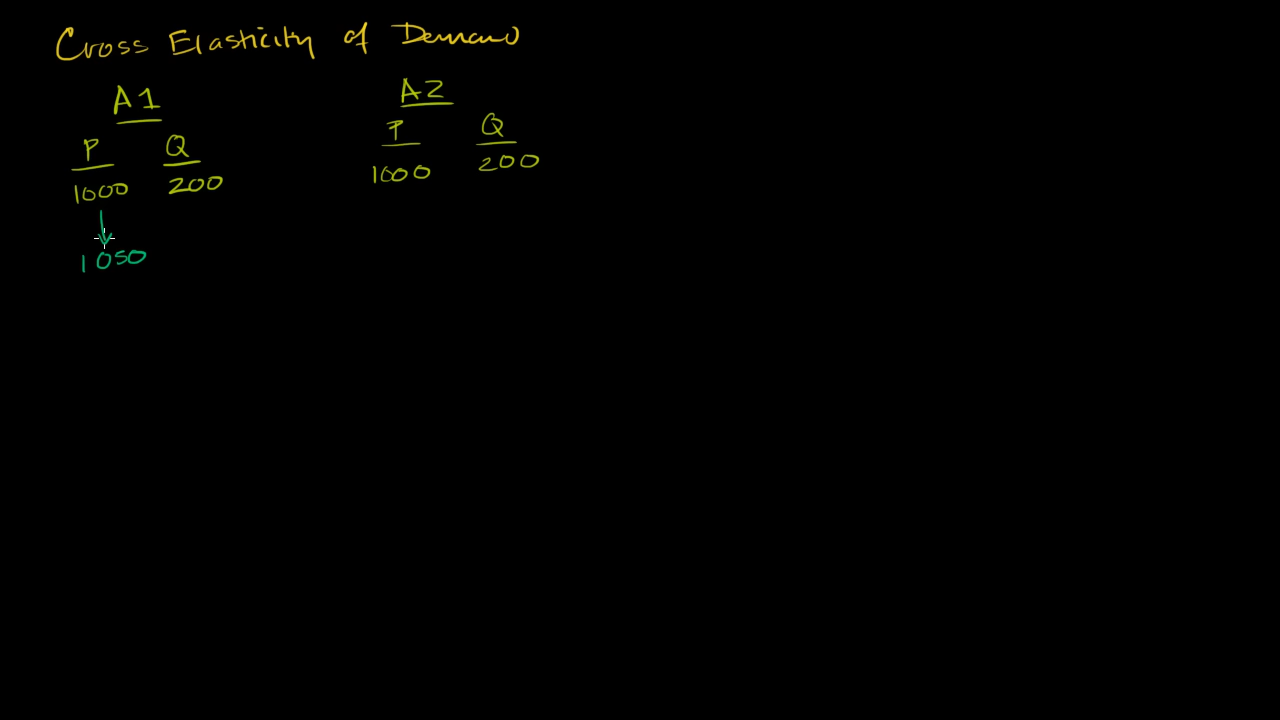 Cross Elasticity of Demand
A1 A2
P Q P Q
1000 200 1000 200
1050